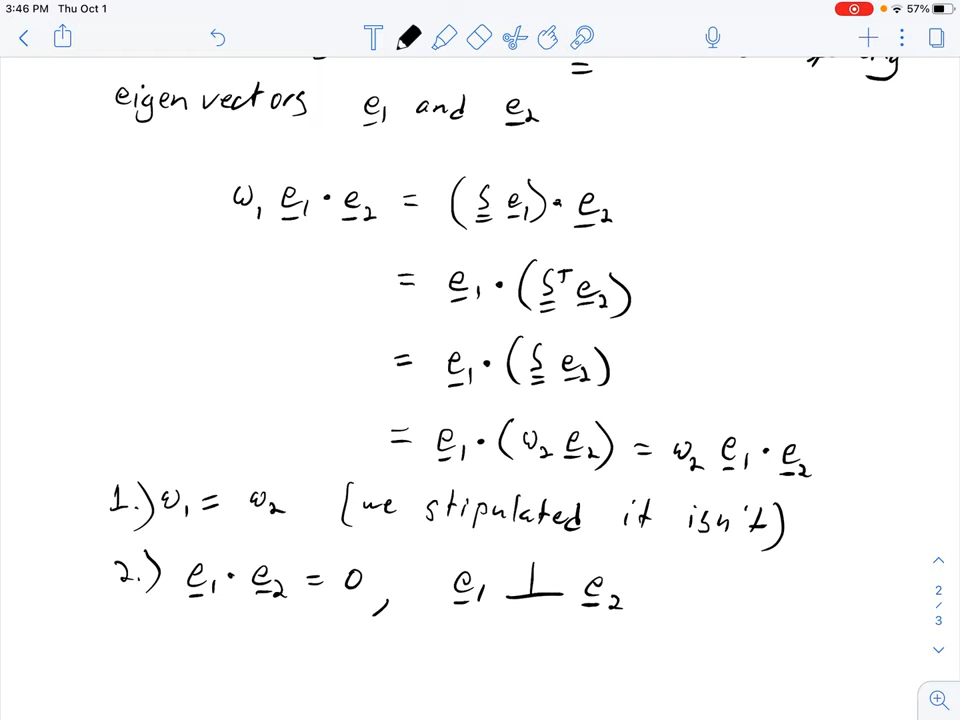 3:46 PM Thu Oct 1 57%
eigenvectors e₁ and e₂
ω₁ e₁ · e₂ = (S e₁) · e₂
= e₁ · (Sᵀ e₂)
= e₁ · (S e₂)
= e₁ · (ω₂ e₂) = ω₂ e₁ · e₂
1.) ω₁ = ω₂ (we stipulated it isn't)
2.) e₁ · e₂ = 0, e₁ ⊥ e₂
2
/
3